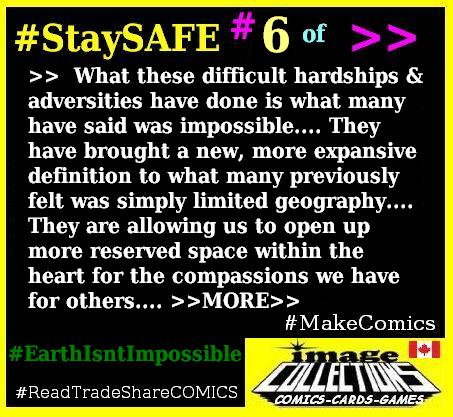 #StaySAFE #6 of >>
>> What these difficult hardships &
adversities have done is what many
have said was impossible.... They
have brought a new, more expansive
definition to what many previously
felt was simply limited geography....
They are allowing us to open up
more reserved space within the
heart for the compassions we have
for others.... >>MORE>>
#MakeComics
#EarthIsntImpossible
#ReadTradeShareCOMICS
image
COLLECTIONS
COMICS-CARDS-GAMES